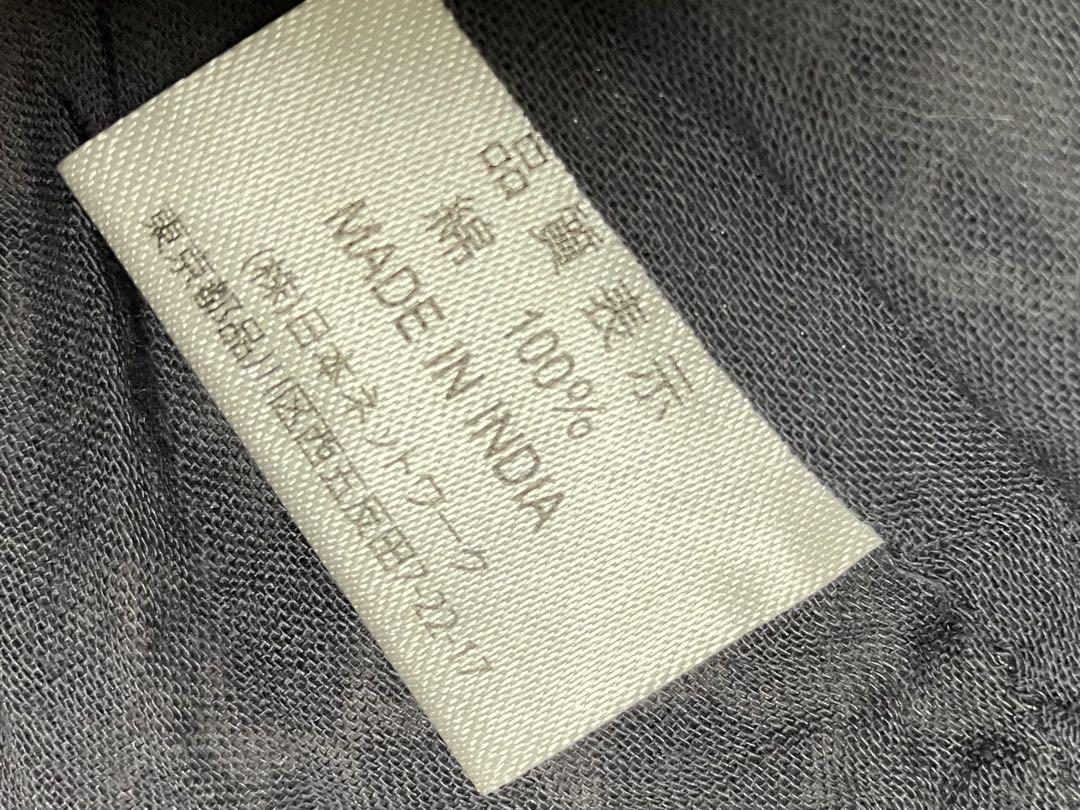 品質表示
綿 100%
MADE IN INDIA
(株)日本ネットワーク
東京都品川区西五反田7-22-17